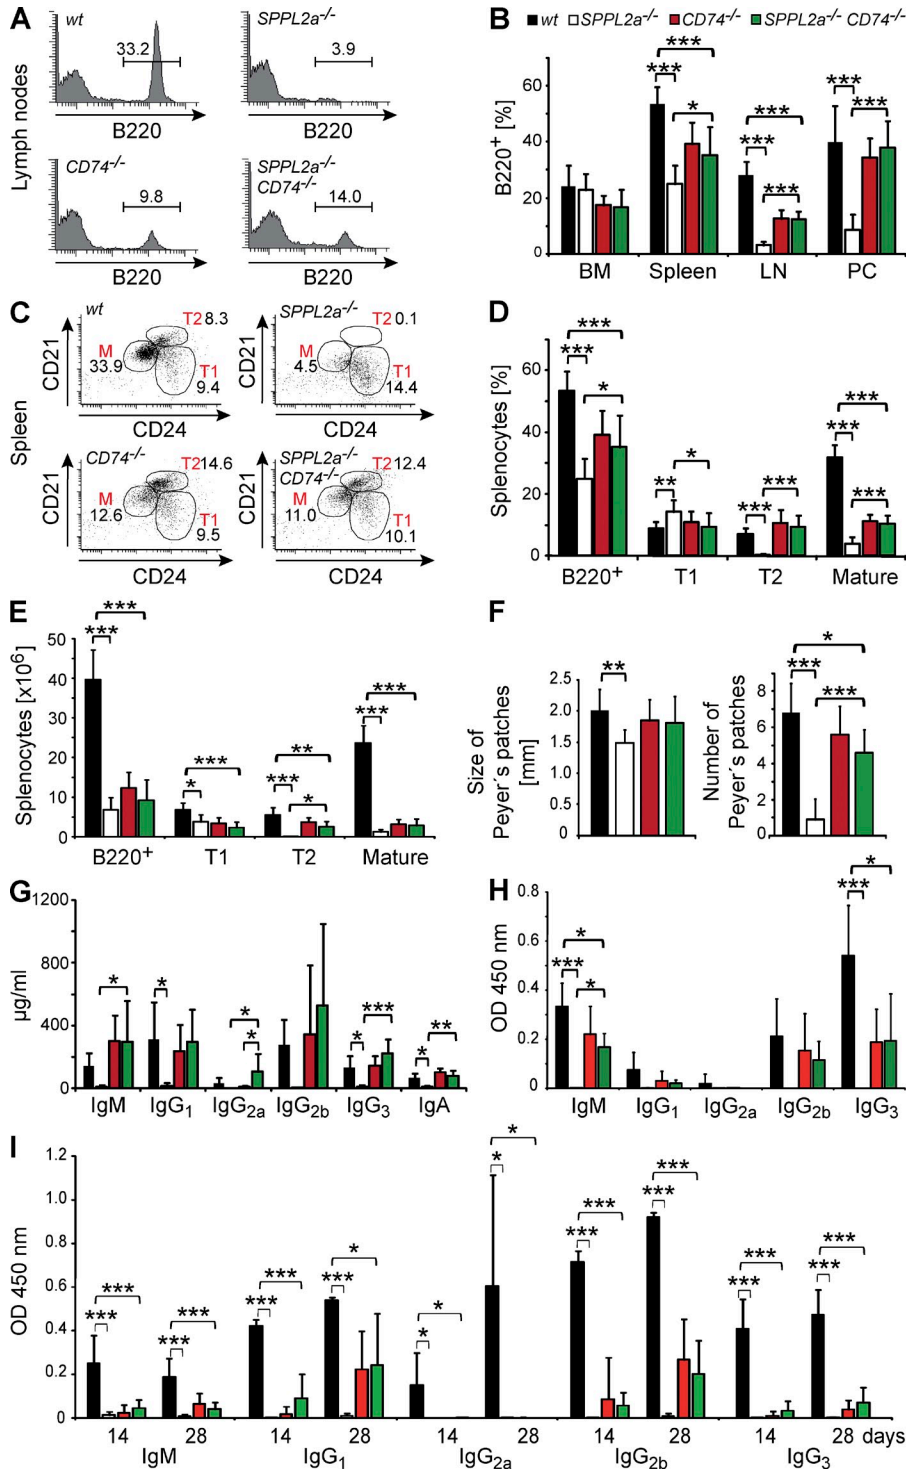 A
Lymph nodes
wt
33.2
B220
SPPL2a-/-
3.9
B220
CD74-/-
9.8
B220
SPPL2a-/-
CD74-/-
14.0
B220
B
wt SPPL2a-/- CD74-/- SPPL2a-/- CD74-/-
B220+ [%]
60
40
20
0
***
***
*
***
***
***
***
***
BM Spleen LN PC
C
Spleen
wt
T2 8.3
M
33.9
T1
9.4
CD21
CD24
SPPL2a-/-
T2 0.1
M
4.5
T1
14.4
CD21
CD24
CD74-/-
T2 14.6
M
12.6
T1
9.5
CD21
CD24
SPPL2a-/-
CD74-/-
T2 12.4
M
11.0
T1
10.1
CD21
CD24
D
Splenocytes [%]
60
40
20
0
***
***
*
*
**
***
***
***
***
***
B220+ T1 T2 Mature
E
Splenocytes [x106]
50
40
30
20
10
0
***
***
***
*
**
***
*
***
***
B220+ T1 T2 Mature
F
Size of
Peyer´s patches
[mm]
2.0
1.5
1.0
0.5
0
**
Number of
Peyer´s patches
8
6
4
2
0
*
***
***
G
µg/ml
1200
800
400
0
*
*
*
*
***
*
**
*
IgM IgG1 IgG2a IgG2b IgG3 IgA
H
OD 450 nm
0.8
0.6
0.4
0.2
0
*
***
*
*
***
IgM IgG1 IgG2a IgG2b IgG3
I
OD 450 nm
1.2
1.0
0.8
0.6
0.4
0.2
0
***
***
***
***
***
***
*
***
*
*
*
*
***
***
***
***
***
***
***
***
14 28 14 28 14 28 14 28 14 28 days
IgM IgG1 IgG2a IgG2b IgG3